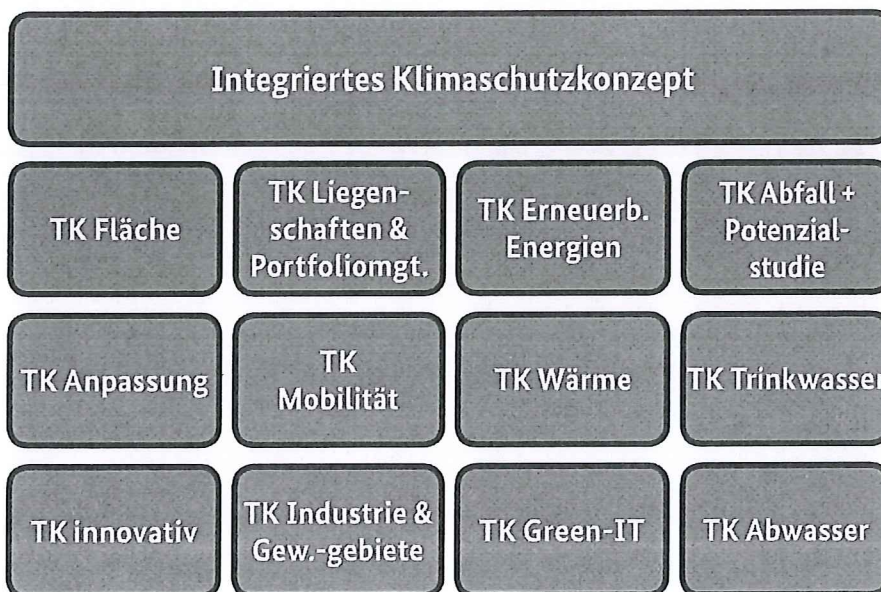 Integriertes Klimaschutzkonzept
TK Fläche
TK Liegen-
schaften &
Portfoliomgt.
TK Erneuerb.
Energien
TK Abfall +
Potenzial-
studie
TK Anpassung
TK
Mobilität
TK Wärme
TK Trinkwasser
TK innovativ
TK Industrie &
Gew.-gebiete
TK Green-IT
TK Abwasser